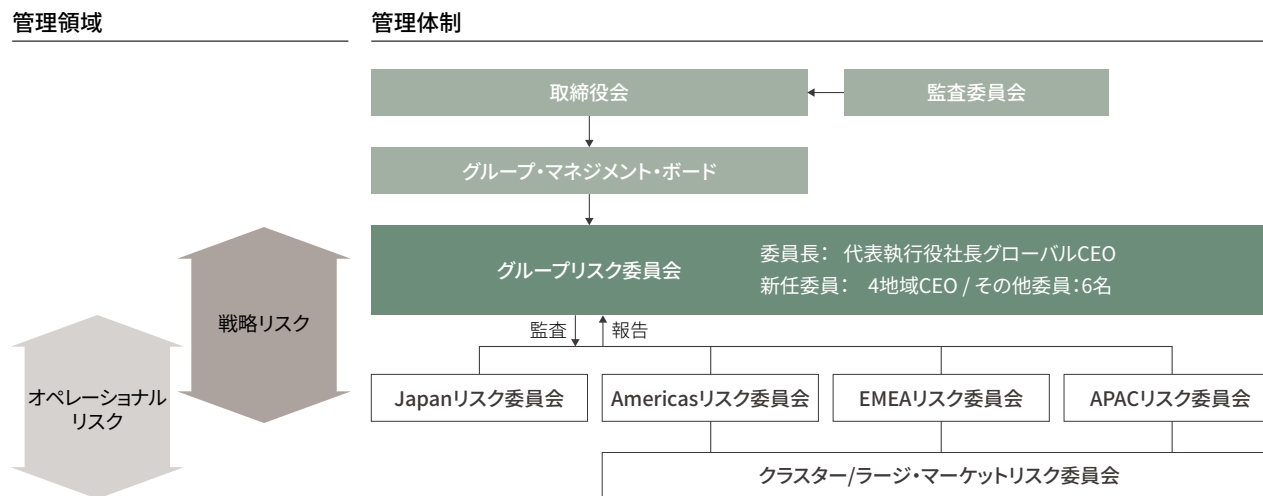 管理領域
管理体制
取締役会
監査委員会
グループ・マネジメント・ボード
グループリスク委員会
委員長： 代表執行役社長グローバルCEO
新任委員： 4地域CEO / その他委員：6名
戦略リスク
監査
報告
オペレーショナル
リスク
Japanリスク委員会
Americasリスク委員会
EMEAリスク委員会
APACリスク委員会
クラスター/ラージ・マーケットリスク委員会